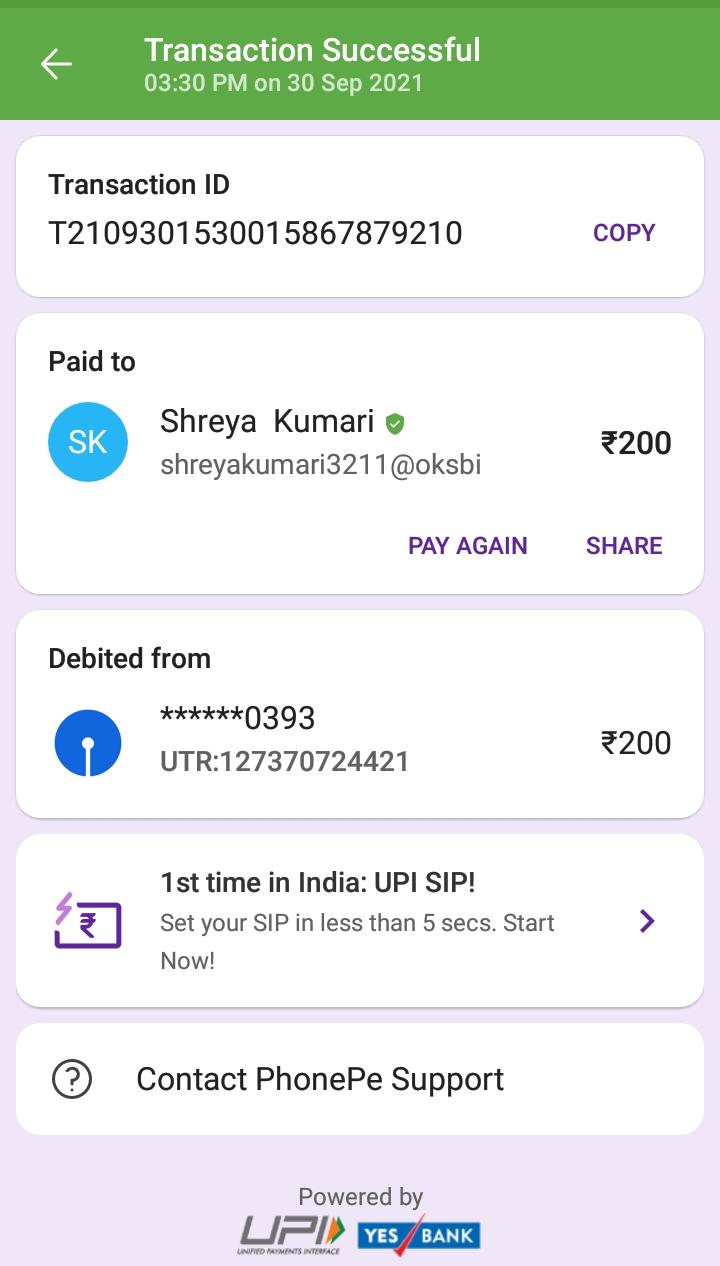 Transaction Successful
03:30 PM on 30 Sep 2021
Transaction ID
T2109301530015867879210
COPY
Paid to
SK
Shreya  Kumari
shreyakumari3211@oksbi
₹200
PAY AGAIN
SHARE
Debited from
******0393
UTR:127370724421
₹200
1st time in India: UPI SIP!
Set your SIP in less than 5 secs. Start
Now!
₹
?
Contact PhonePe Support
Powered by
UPI
UNIFIED PAYMENTS INTERFACE
YES BANK